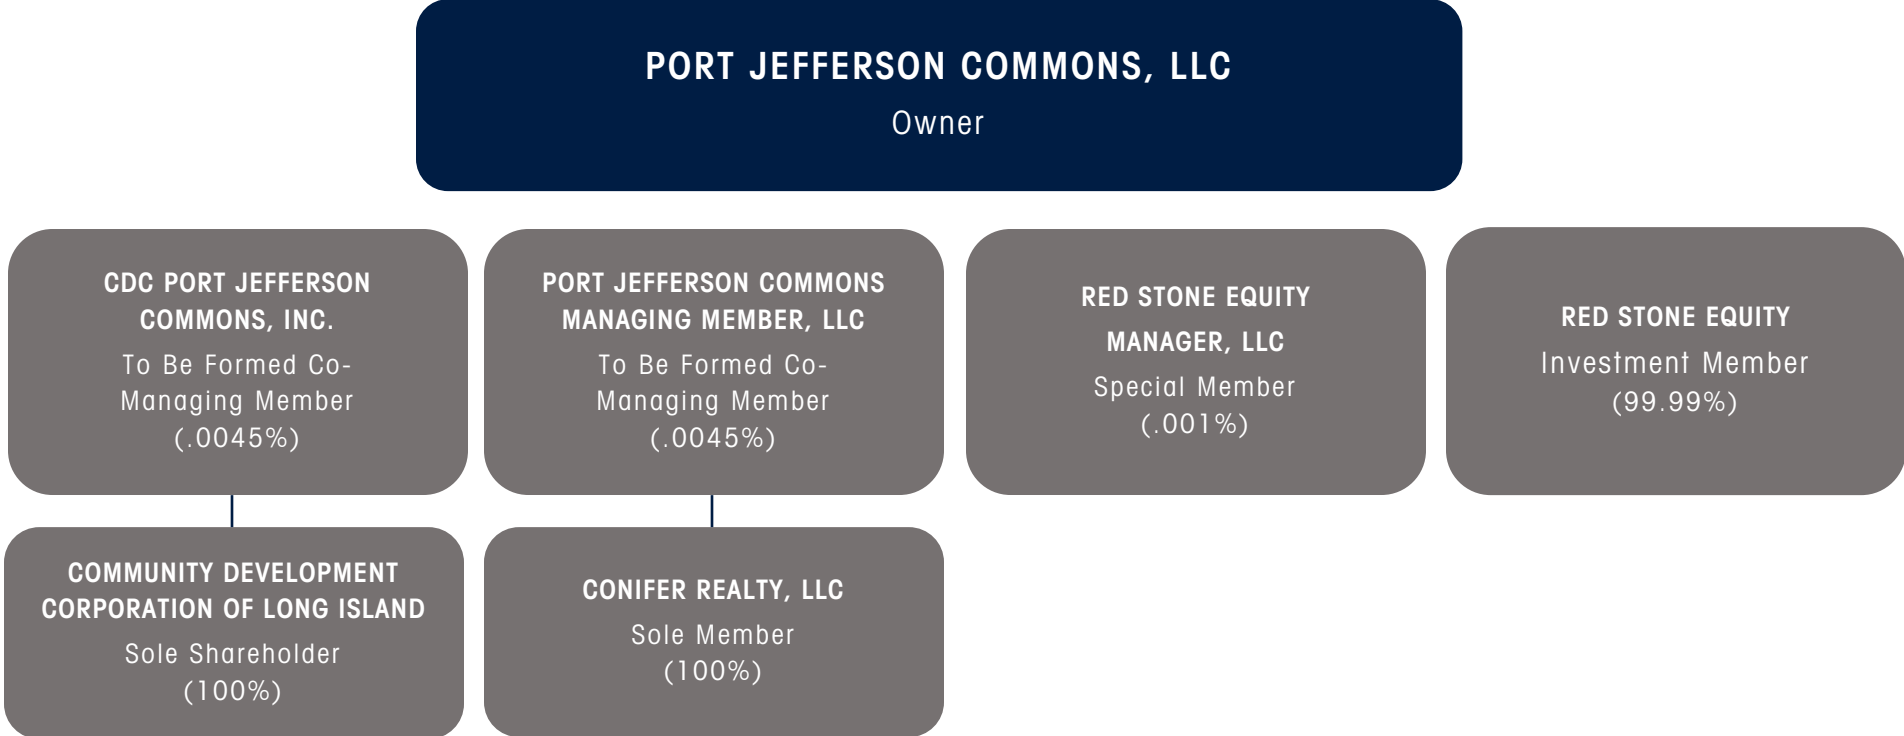 PORT JEFFERSON COMMONS, LLC
Owner
CDC PORT JEFFERSON
COMMONS, INC.
To Be Formed Co-
Managing Member
(.0045%)
PORT JEFFERSON COMMONS
MANAGING MEMBER, LLC
To Be Formed Co-
Managing Member
(.0045%)
RED STONE EQUITY
MANAGER, LLC
Special Member
(.001%)
RED STONE EQUITY
Investment Member
(99.99%)
COMMUNITY DEVELOPMENT
CORPORATION OF LONG ISLAND
Sole Shareholder
(100%)
CONIFER REALTY, LLC
Sole Member
(100%)